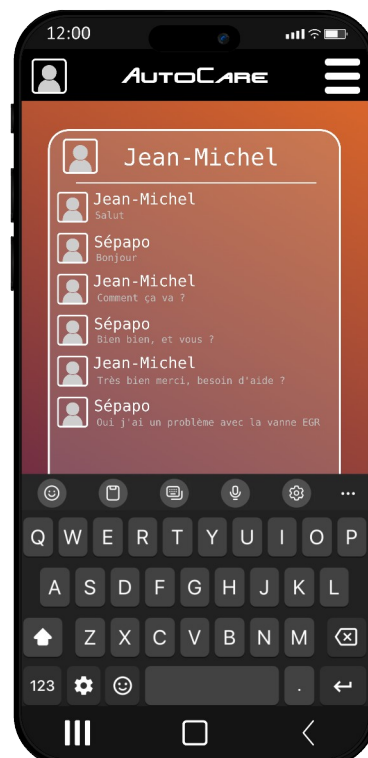 12:00
AutoCare
Jean-Michel
Jean-Michel
Salut
Sépapo
Bonjour
Jean-Michel
Comment ça va ?
Sépapo
Bien bien, et vous ?
Jean-Michel
Très bien merci, besoin d'aide ?
Sépapo
Oui j'ai un problème avec la vanne EGR
Q W E R T Y U I O P
A S D F G H J K L
Z X C V B N M
123 .